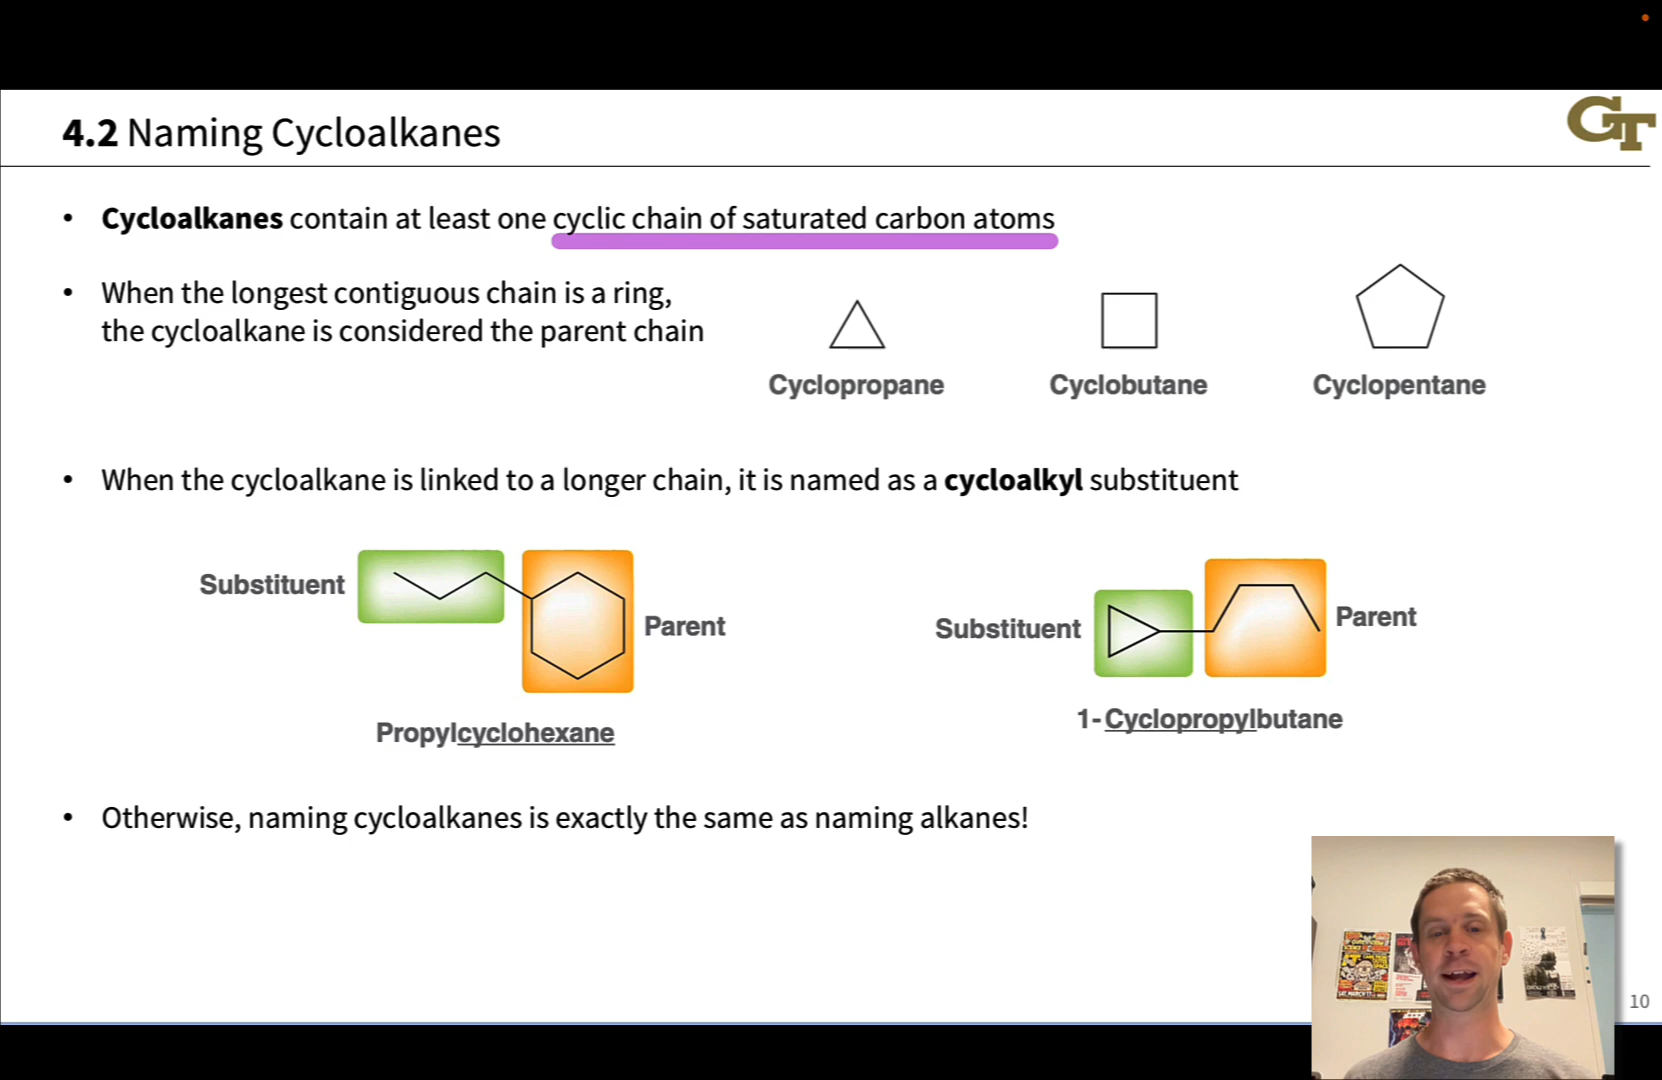 GT
4.2 Naming Cycloalkanes
• Cycloalkanes contain at least one cyclic chain of saturated carbon atoms
• When the longest contiguous chain is a ring,
the cycloalkane is considered the parent chain
Cyclopropane
Cyclobutane
Cyclopentane
• When the cycloalkane is linked to a longer chain, it is named as a cycloalkyl substituent
Substituent
Parent
Propylcyclohexane
Substituent
Parent
1-Cyclopropylbutane
• Otherwise, naming cycloalkanes is exactly the same as naming alkanes!
10